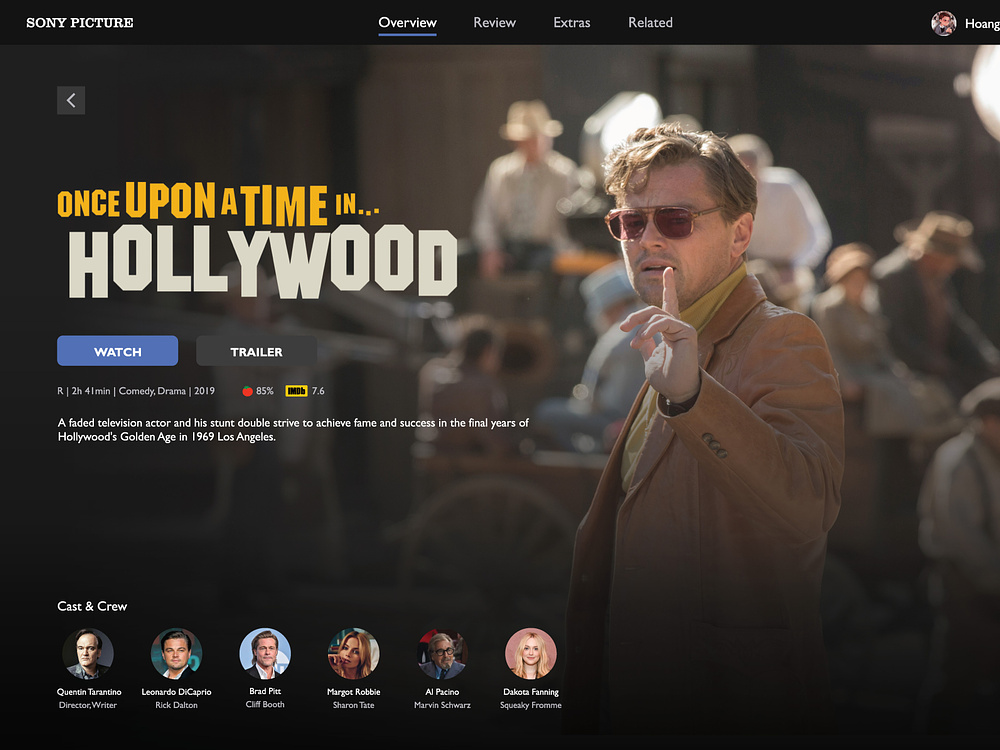 SONY PICTURE
Overview Review Extras Related
Hoang
ONCE UPON A TIME IN...
HOLLYWOOD
WATCH TRAILER
R | 2h 41min | Comedy, Drama | 2019 85% IMDb 7.6
A faded television actor and his stunt double strive to achieve fame and success in the final years of
Hollywood's Golden Age in 1969 Los Angeles.
Cast & Crew
Quentin Tarantino Leonardo DiCaprio Brad Pitt Margot Robbie Al Pacino Dakota Fanning
Director,Writer Rick Dalton Cliff Booth Sharon Tate Marvin Schwarz Squeaky Fromme